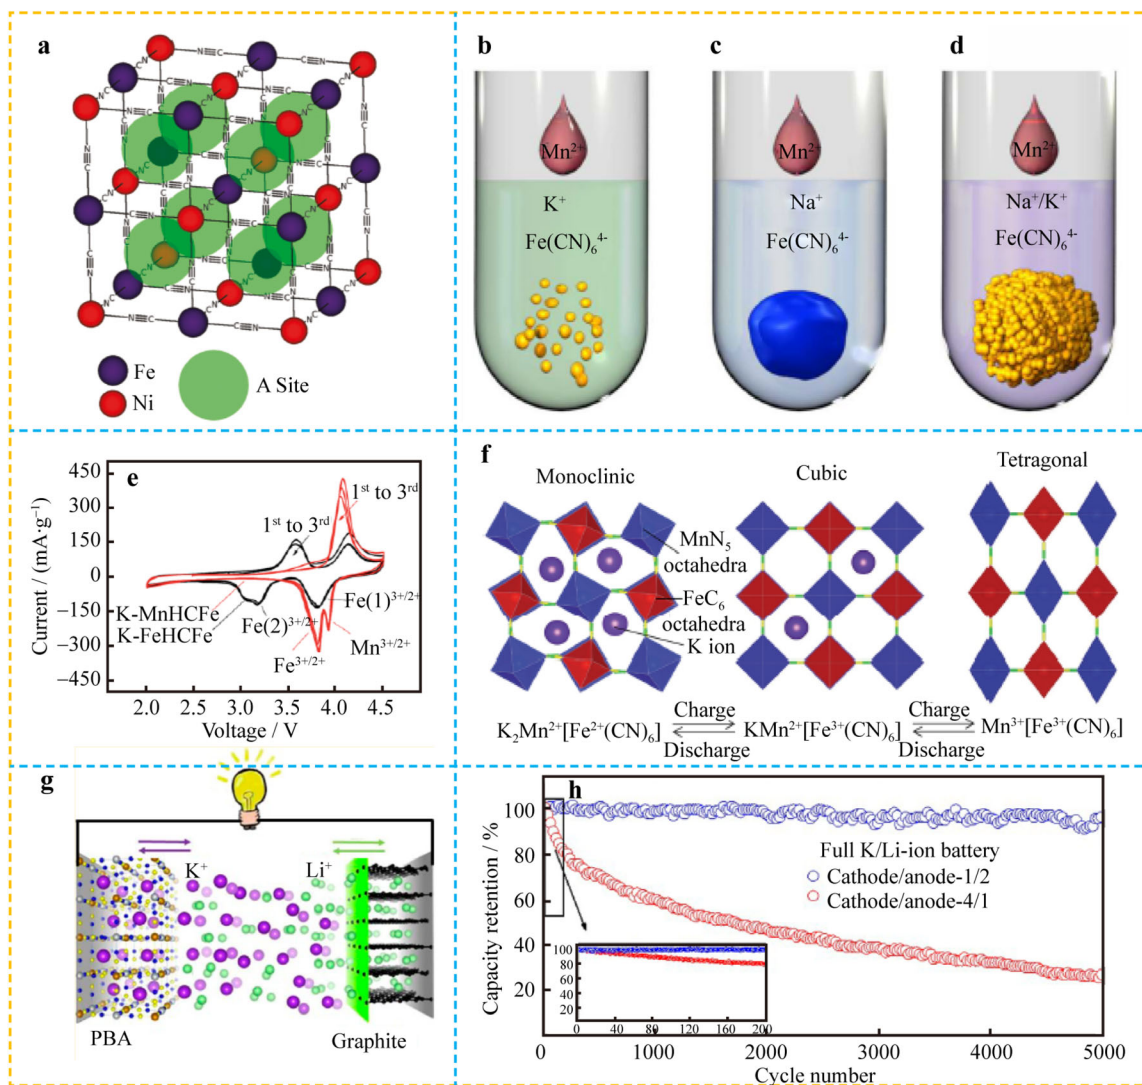 a
N≡C
C≡N
Fe
Ni
A Site
b
Mn²⁺
K⁺
Fe(CN)₆⁴⁻
c
Mn²⁺
Na⁺
Fe(CN)₆⁴⁻
d
Mn²⁺
Na⁺/K⁺
Fe(CN)₆⁴⁻
e
450
300
150
0
−150
−300
−450
Current / (mA·g⁻¹)
1ˢᵗ to 3ʳᵈ
1ˢᵗ to 3ʳᵈ
K-MnHCFe
K-FeHCFe
Fe(2)³⁺/²⁺
Fe(1)³⁺/²⁺
Fe³⁺/²⁺
Mn³⁺/²⁺
2.0 2.5 3.0 3.5 4.0 4.5
Voltage / V
f
Monoclinic
Cubic
Tetragonal
MnN₅
octahedra
FeC₆
octahedra
K ion
K₂Mn²⁺[Fe²⁺(CN)₆]
Charge
Discharge
KMn²⁺[Fe³⁺(CN)₆]
Charge
Discharge
Mn³⁺[Fe³⁺(CN)₆]
g
K⁺
Li⁺
PBA
Graphite
h
100
80
60
40
20
Capacity retention / %
Full K/Li-ion battery
Cathode/anode-1/2
Cathode/anode-4/1
100
80
60
40
20
0 40 80 120 160 200
0 1000 2000 3000 4000 5000
Cycle number